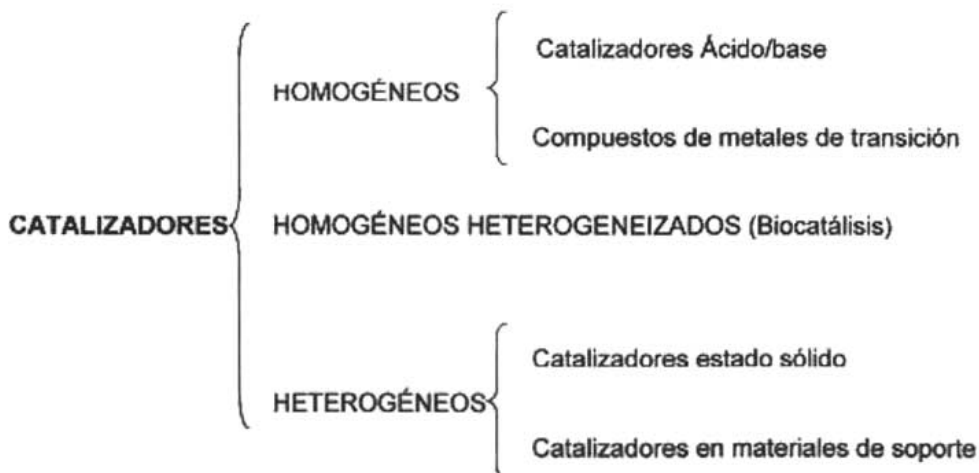 Catalizadores Ácido/base
HOMOGÉNEOS
Compuestos de metales de transición
CATALIZADORES
HOMOGÉNEOS HETEROGENEIZADOS (Biocatálisis)
Catalizadores estado sólido
HETEROGÉNEOS
Catalizadores en materiales de soporte